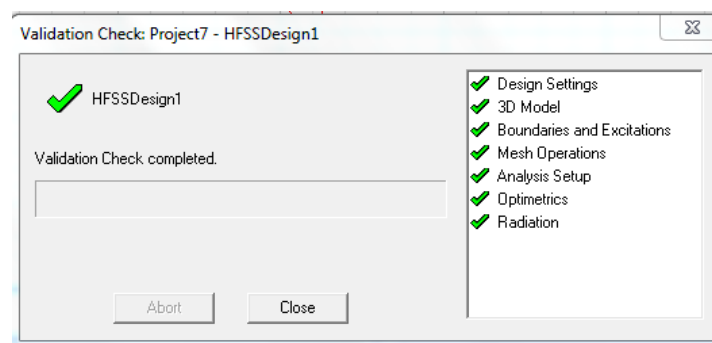 Validation Check: Project7 - HFSSDesign1
HFSSDesign1
Validation Check completed.
Design Settings
3D Model
Boundaries and Excitations
Mesh Operations
Analysis Setup
Optimetrics
Radiation
Abort
Close